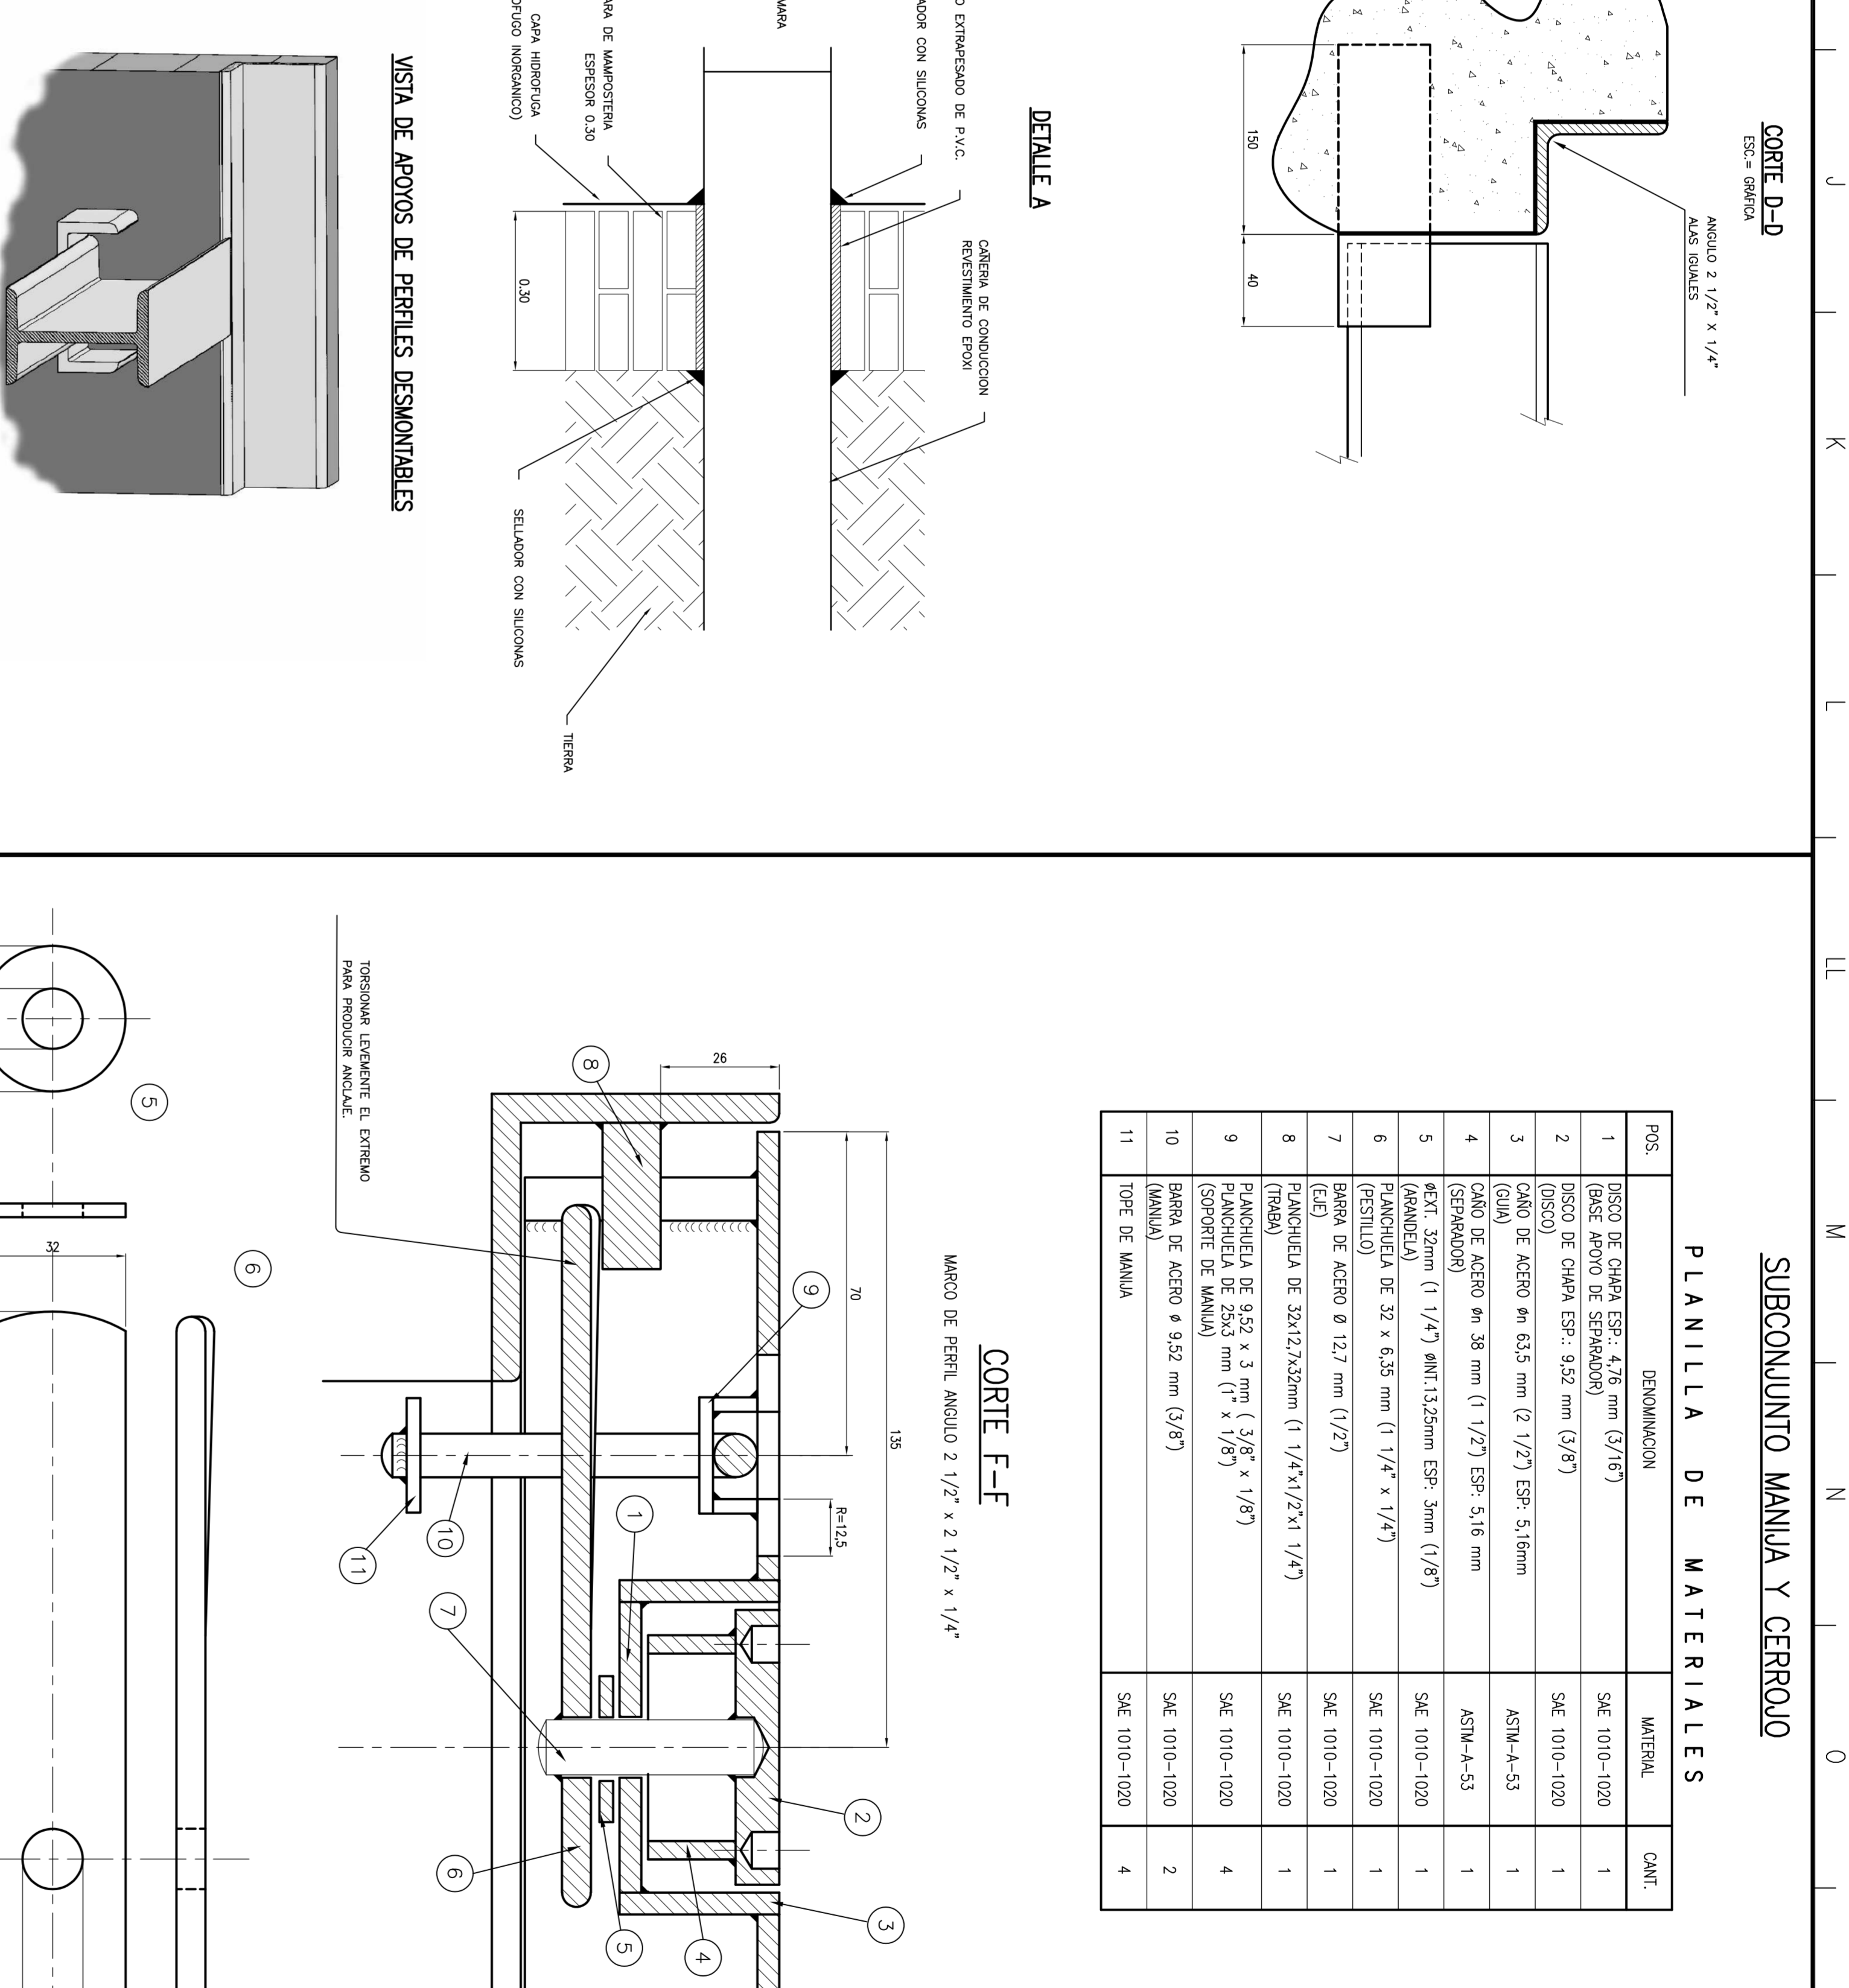 J
K
L
LL
M
N
O
CORTE D-D
ESC.= GRÁFICA
ANGULO 2 1/2" X 1/4"
ALAS IGUALES
150
40
DETALLE A
O EXTRAPESADO DE P.V.C.
ADOR CON SILICONAS
CAÑERIA DE CONDUCCION
REVESTIMIENTO EPOXI
MARA
ARA DE MAMPOSTERIA
ESPESOR 0.30
CAPA HIDROFUGA
OFUGO INORGANICO)
0.30
SELLADOR CON SILICONAS
TIERRA
VISTA DE APOYOS DE PERFILES DESMONTABLES
SUBCONJUNTO MANIJA Y CERROJO
PLANILLA DE MATERIALES
POS. DENOMINACION MATERIAL CANT.
1 DISCO DE CHAPA ESP.: 4,76 mm (3/16") SAE 1010-1020 1
(BASE APOYO DE SEPARADOR)
2 DISCO DE CHAPA ESP.: 9,52 mm (3/8") SAE 1010-1020 1
(DISCO)
3 CAÑO DE ACERO Øn 63,5 mm (2 1/2") ESP: 5,16mm ASTM-A-53 1
(GUIA)
4 CAÑO DE ACERO Øn 38 mm (1 1/2") ESP: 5,16 mm ASTM-A-53 1
(SEPARADOR)
5 ØEXT. 32mm (1 1/4") ØINT.13,25mm ESP: 3mm (1/8") SAE 1010-1020 1
(ARANDELA)
6 PLANCHUELA DE 32 x 6,35 mm (1 1/4" x 1/4") SAE 1010-1020 1
(PESTILLO)
7 BARRA DE ACERO Ø 12,7 mm (1/2") SAE 1010-1020 1
(EJE)
8 PLANCHUELA DE 32x12,7x32mm (1 1/4"x1/2"x1 1/4") SAE 1010-1020 1
(TRABA)
9 PLANCHUELA DE 9,52 x 3 mm ( 3/8" x 1/8") SAE 1010-1020 4
PLANCHUELA DE 25x3 mm (1" x 1/8")
(SOPORTE DE MANIJA)
10 BARRA DE ACERO Ø 9,52 mm (3/8") SAE 1010-1020 2
(MANIJA)
11 TOPE DE MANIJA SAE 1010-1020 4
CORTE F-F
MARCO DE PERFIL ANGULO 2 1/2" x 2 1/2" x 1/4"
135
70
R=12,5
26
8
9
1
2
3
4
5
6
7
10
11
TORSIONAR LEVEMENTE EL EXTREMO
PARA PRODUCIR ANCLAJE.
5
6
32